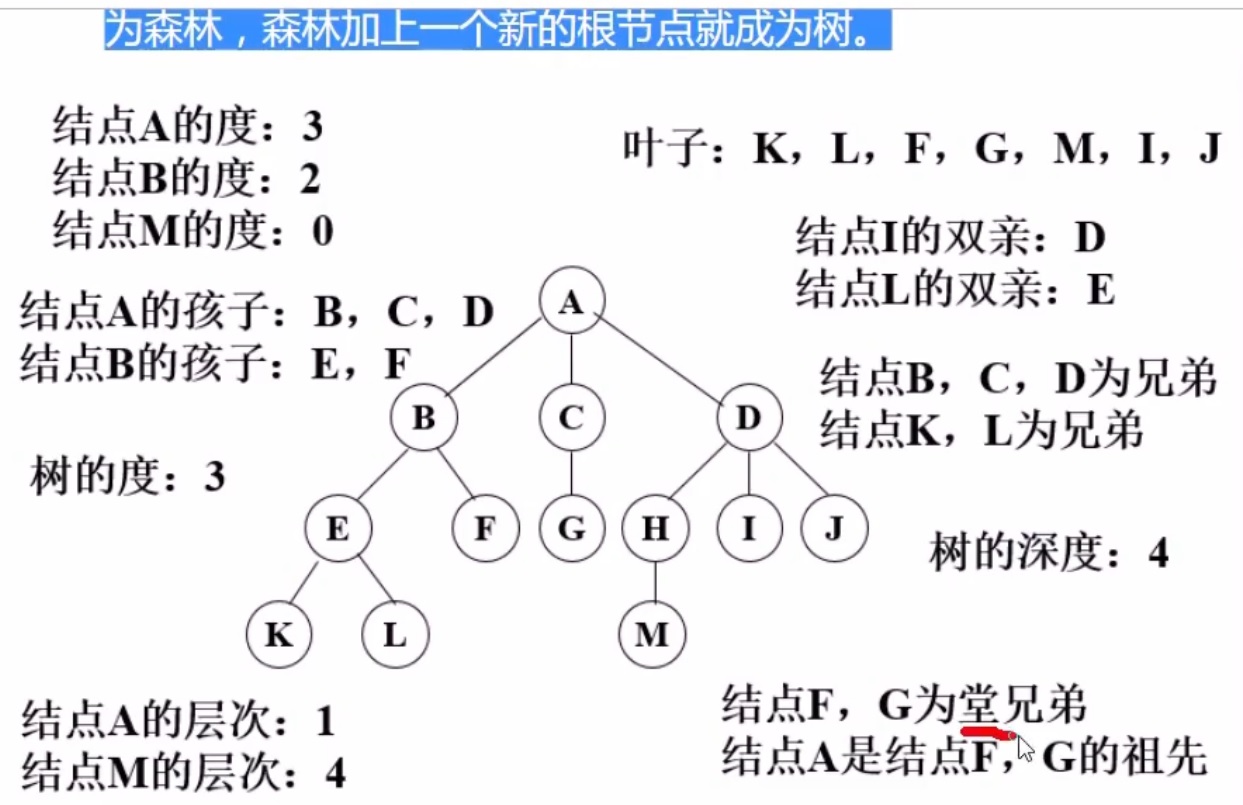 为森林，森林加上一个新的根节点就成为树。
结点A的度：3
结点B的度：2
结点M的度：0
叶子：K，L，F，G，M，I，J
结点I的双亲：D
结点L的双亲：E
结点A的孩子：B，C，D
结点B的孩子：E，F
结点B，C，D为兄弟
结点K，L为兄弟
树的度：3
树的深度：4
A
B C D
E F G H I J
K L M
结点A的层次：1
结点M的层次：4
结点F，G为堂兄弟
结点A是结点F，G的祖先